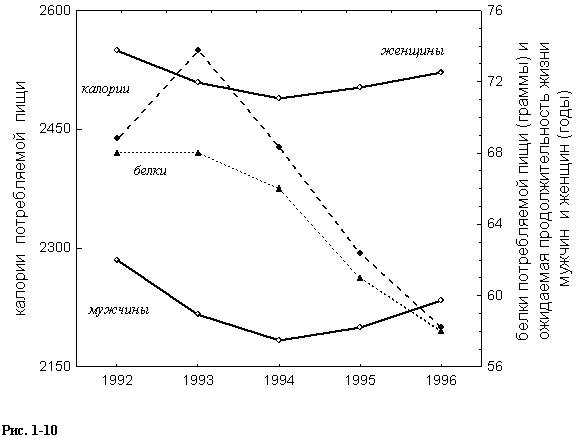 2600
2450
2300
2150
калории потребляемой пищи
женщины
калории
белки
мужчины
76
72
68
64
60
56
белки потребляемой пищи (граммы) и
ожидаемая продолжительность жизни
мужчин и женщин (годы)
1992 1993 1994 1995 1996
Рис. 1-10